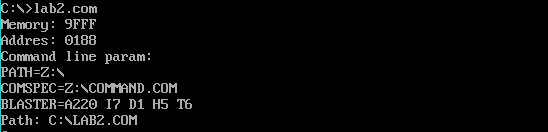 C:\>lab2.com
Memory: 9FFF
Addres: 0188
Command line param:
PATH=Z:\
COMSPEC=Z:\COMMAND.COM
BLASTER=A220 I7 D1 H5 T6
Path: C:\LAB2.COM